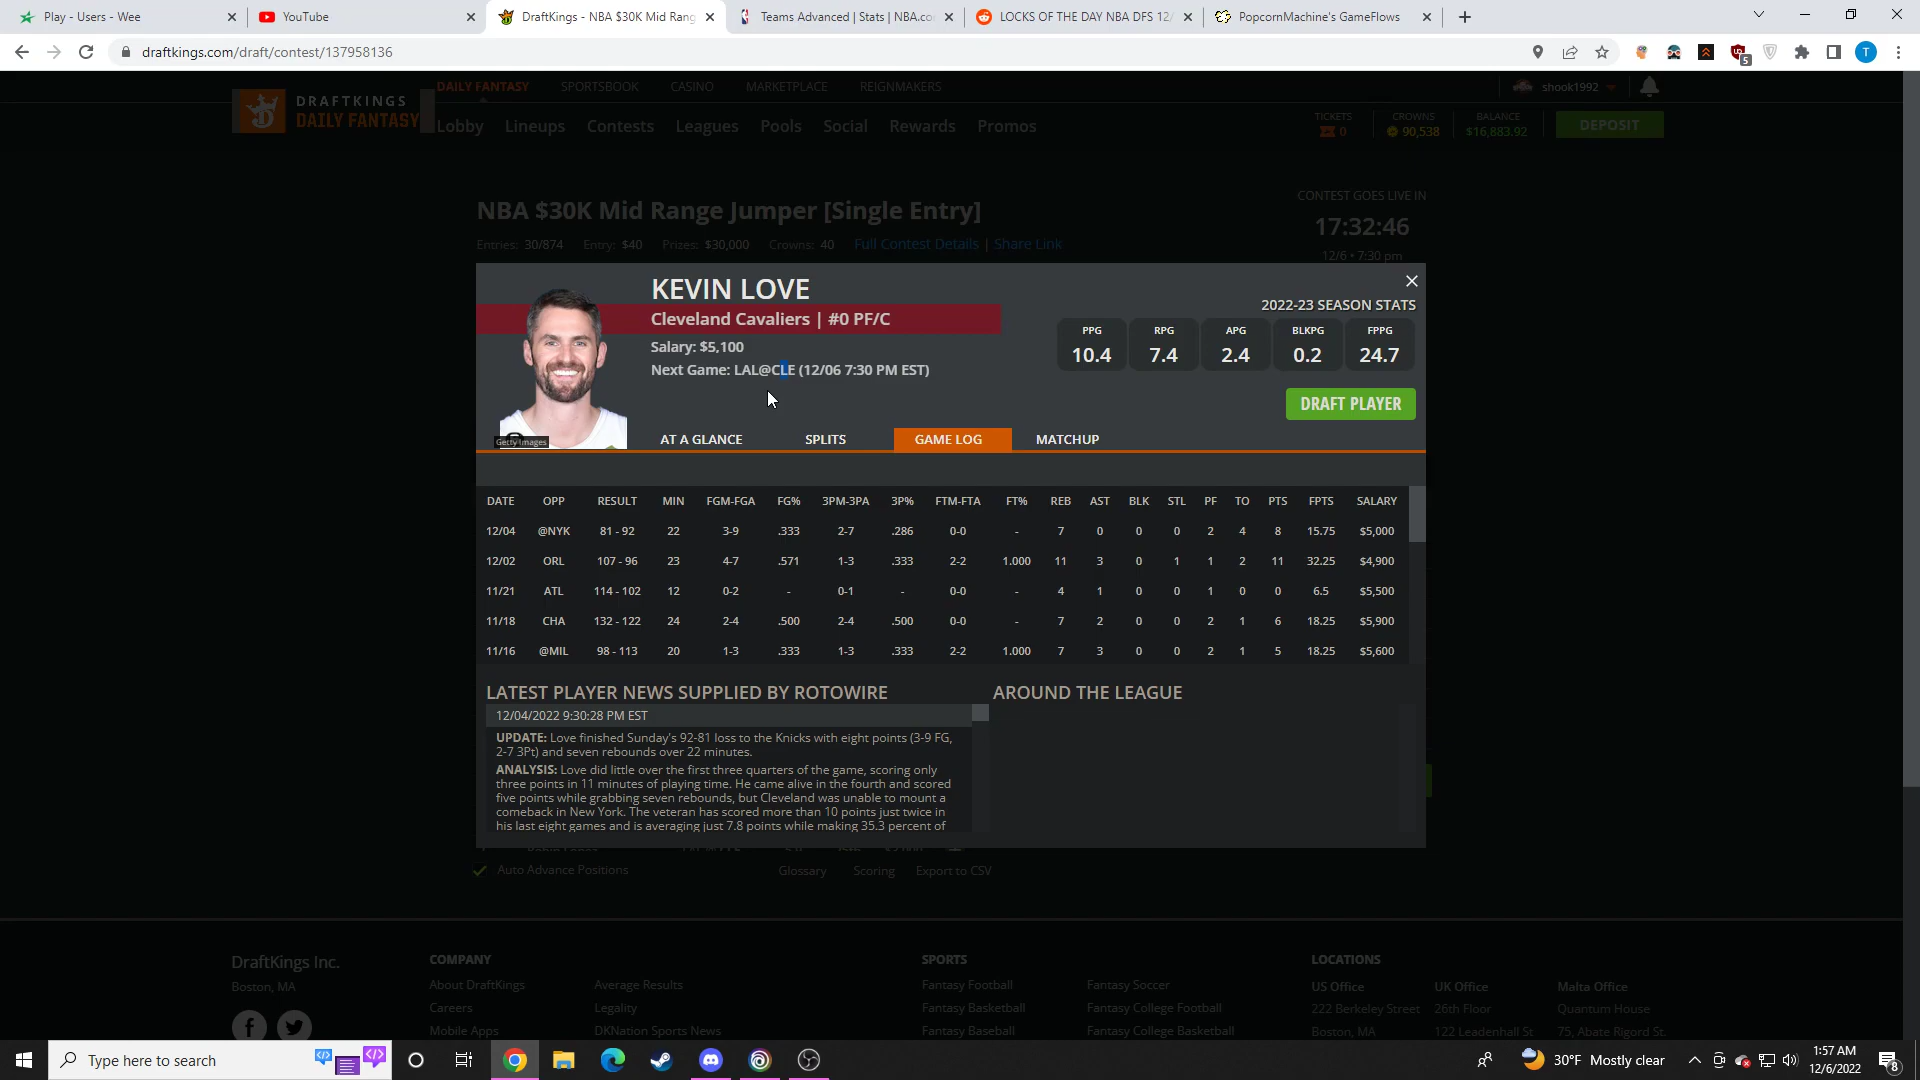 Play - Users - Wee
YouTube
DraftKings - NBA $30K Mid Rang
Teams Advanced | Stats | NBA.co
LOCKS OF THE DAY NBA DFS 12/
PopcornMachine's GameFlows
draftkings.com/draft/contest/137958136
5
T
DRAFTKINGS
DAILY FANTASY
DAILY FANTASY SPORTSBOOK CASINO MARKETPLACE REIGNMAKERS
shook1992
Lobby Lineups Contests Leagues Pools Social Rewards Promos
TICKETS
0
CROWNS
90,538
BALANCE
$16,883.92
DEPOSIT
NBA $30K Mid Range Jumper [Single Entry]
Entries: 30/874 Entry: $40 Prizes: $30,000 Crowns: 40 Full Contest Details | Share Link
CONTEST GOES LIVE IN
17:32:46
12/6 • 7:30 pm
KEVIN LOVE
Cleveland Cavaliers | #0 PF/C
Salary: $5,100
Next Game: LAL@CLE (12/06 7:30 PM EST)
Getty Images
2022-23 SEASON STATS
PPG RPG APG BLKPG FPPG
10.4 7.4 2.4 0.2 24.7
DRAFT PLAYER
AT A GLANCE SPLITS GAME LOG MATCHUP
DATE OPP RESULT MIN FGM-FGA FG% 3PM-3PA 3P% FTM-FTA FT% REB AST BLK STL PF TO PTS FPTS SALARY
12/04 @NYK 81 - 92 22 3-9 .333 2-7 .286 0-0 - 7 0 0 0 2 4 8 15.75 $5,000
12/02 ORL 107 - 96 23 4-7 .571 1-3 .333 2-2 1.000 11 3 0 1 1 2 11 32.25 $4,900
11/21 ATL 114 - 102 12 0-2 - 0-1 - 0-0 - 4 1 0 0 1 0 0 6.5 $5,500
11/18 CHA 132 - 122 24 2-4 .500 2-4 .500 0-0 - 7 2 0 0 2 1 6 18.25 $5,900
11/16 @MIL 98 - 113 20 1-3 .333 1-3 .333 2-2 1.000 7 3 0 0 2 1 5 18.25 $5,600
LATEST PLAYER NEWS SUPPLIED BY ROTOWIRE
AROUND THE LEAGUE
12/04/2022 9:30:28 PM EST
UPDATE: Love finished Sunday's 92-81 loss to the Knicks with eight points (3-9 FG,
2-7 3Pt) and seven rebounds over 22 minutes.
ANALYSIS: Love did little over the first three quarters of the game, scoring only
three points in 11 minutes of playing time. He came alive in the fourth and scored
five points while grabbing seven rebounds, but Cleveland was unable to mount a
comeback in New York. The veteran has scored more than 10 points just twice in
his last eight games and is averaging just 7.8 points while making 35.3 percent of
Auto Advance Positions
Glossary Scoring Export to CSV
DraftKings Inc.
Boston, MA
COMPANY
About DraftKings Average Results
Careers Legality
Mobile Apps DKNation Sports News
SPORTS
Fantasy Football Fantasy Soccer
Fantasy Basketball Fantasy College Football
Fantasy Baseball Fantasy College Basketball
LOCATIONS
US Office UK Office Malta Office
222 Berkeley Street 26th Floor Quantum House
Boston, MA 122 Leadenhall St 75, Abate Rigord St.
Type here to search
30°F Mostly clear
1:57 AM
12/6/2022
8